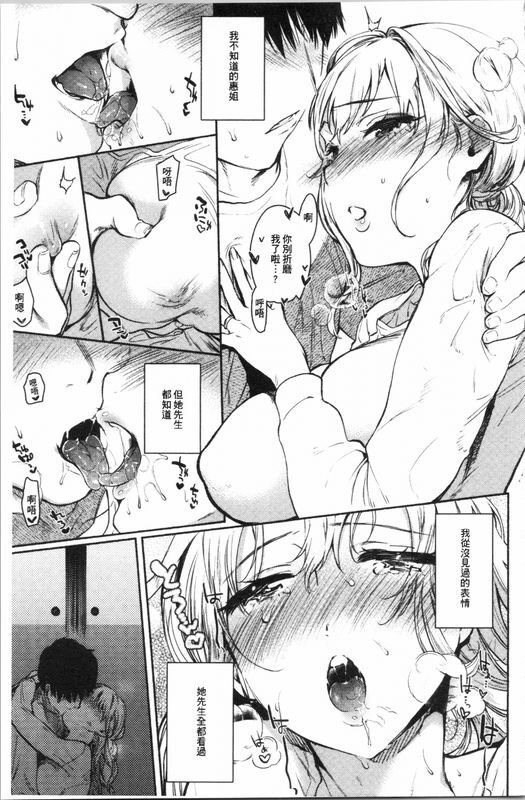 我不知道的惠姐
啊
你別折磨
我了啦…?
呼唔
呀唔
啊嗯
但她先生
都知道
嗯唔
啊唔
我從沒見過的表情
她先生全都看過